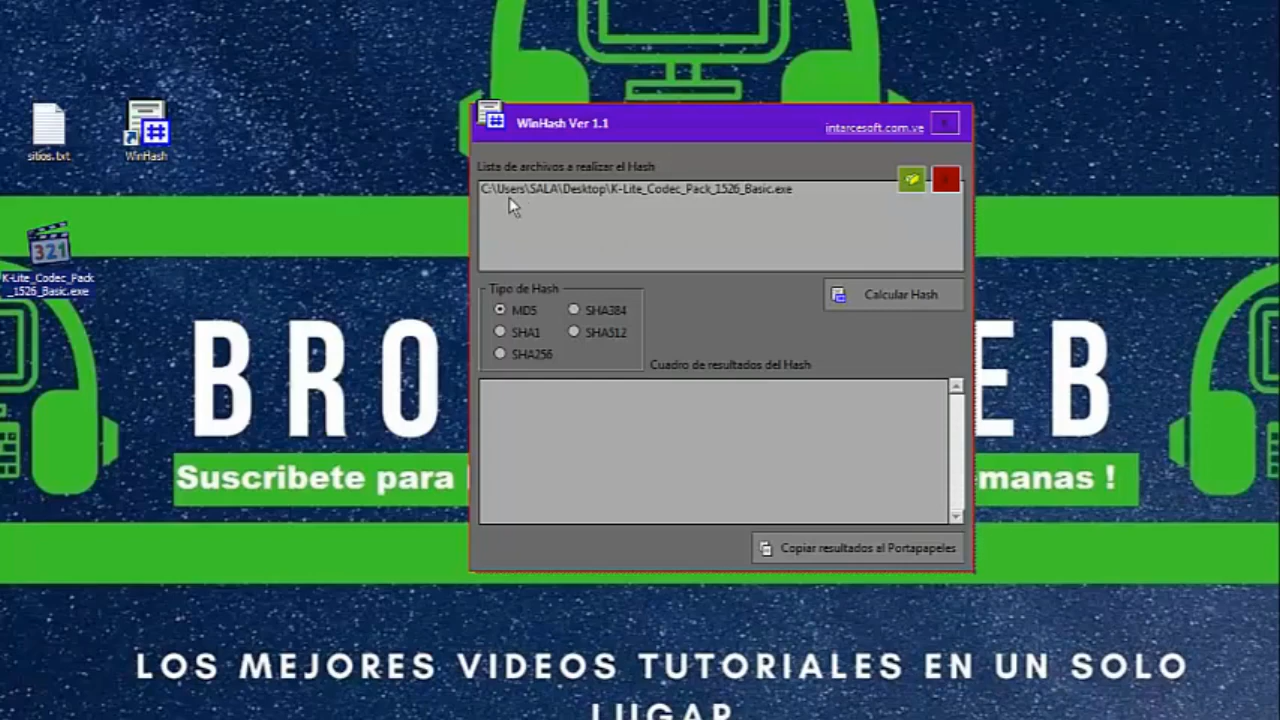 sitios.txt
WinHash
K-Lite_Codec_Pack
_1526_Basic.exe
WinHash Ver 1.1
intarcesoft.com.ve
Lista de archivos a realizar el Hash
C:\Users\SALA\Desktop\K-Lite_Codec_Pack_1526_Basic.exe
Tipo de Hash
MD5
SHA384
SHA1
SHA512
SHA256
Calcular Hash
Cuadro de resultados del Hash
Copiar resultados al Portapapeles
BRO EB
Suscribete para manas !
LOS MEJORES VIDEOS TUTORIALES EN UN SOLO
LUGAR